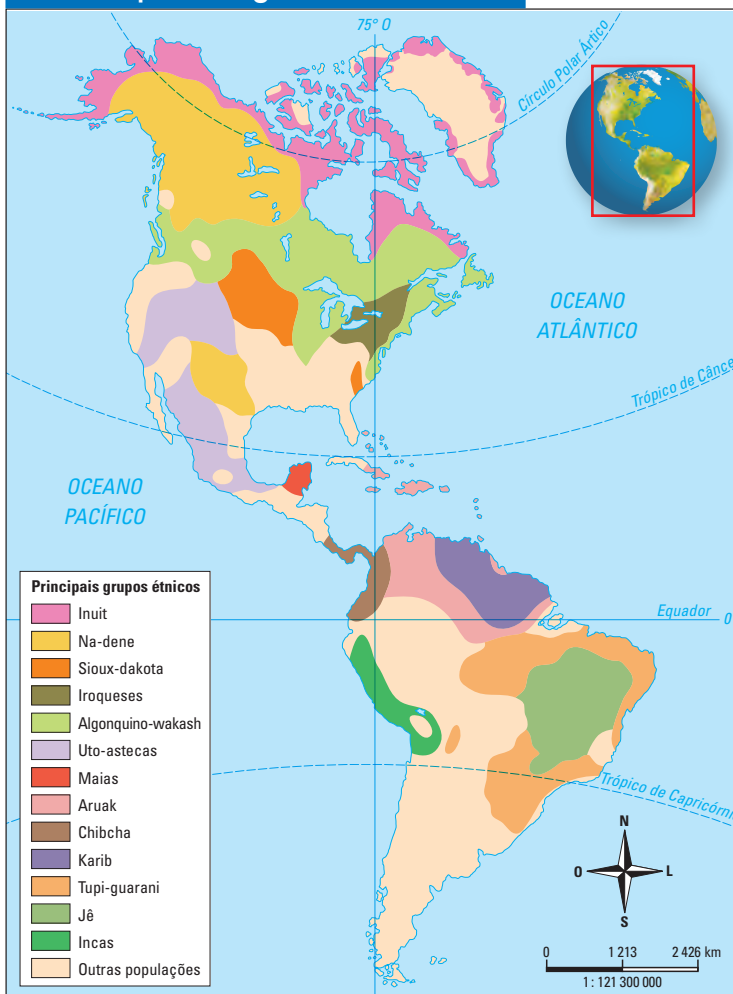 75° O
Círculo Polar Ártico
OCEANO
ATLÂNTICO
Trópico de Cânce
OCEANO
PACÍFICO
Equador
0
Trópico de Capricórni
Principais grupos étnicos
Inuit
Na-dene
Sioux-dakota
Iroqueses
Algonquino-wakash
Uto-astecas
Maias
Aruak
Chibcha
Karib
Tupi-guarani
Jê
Incas
Outras populações
N
O
L
S
0 1 213 2 426 km
1 : 121 300 000